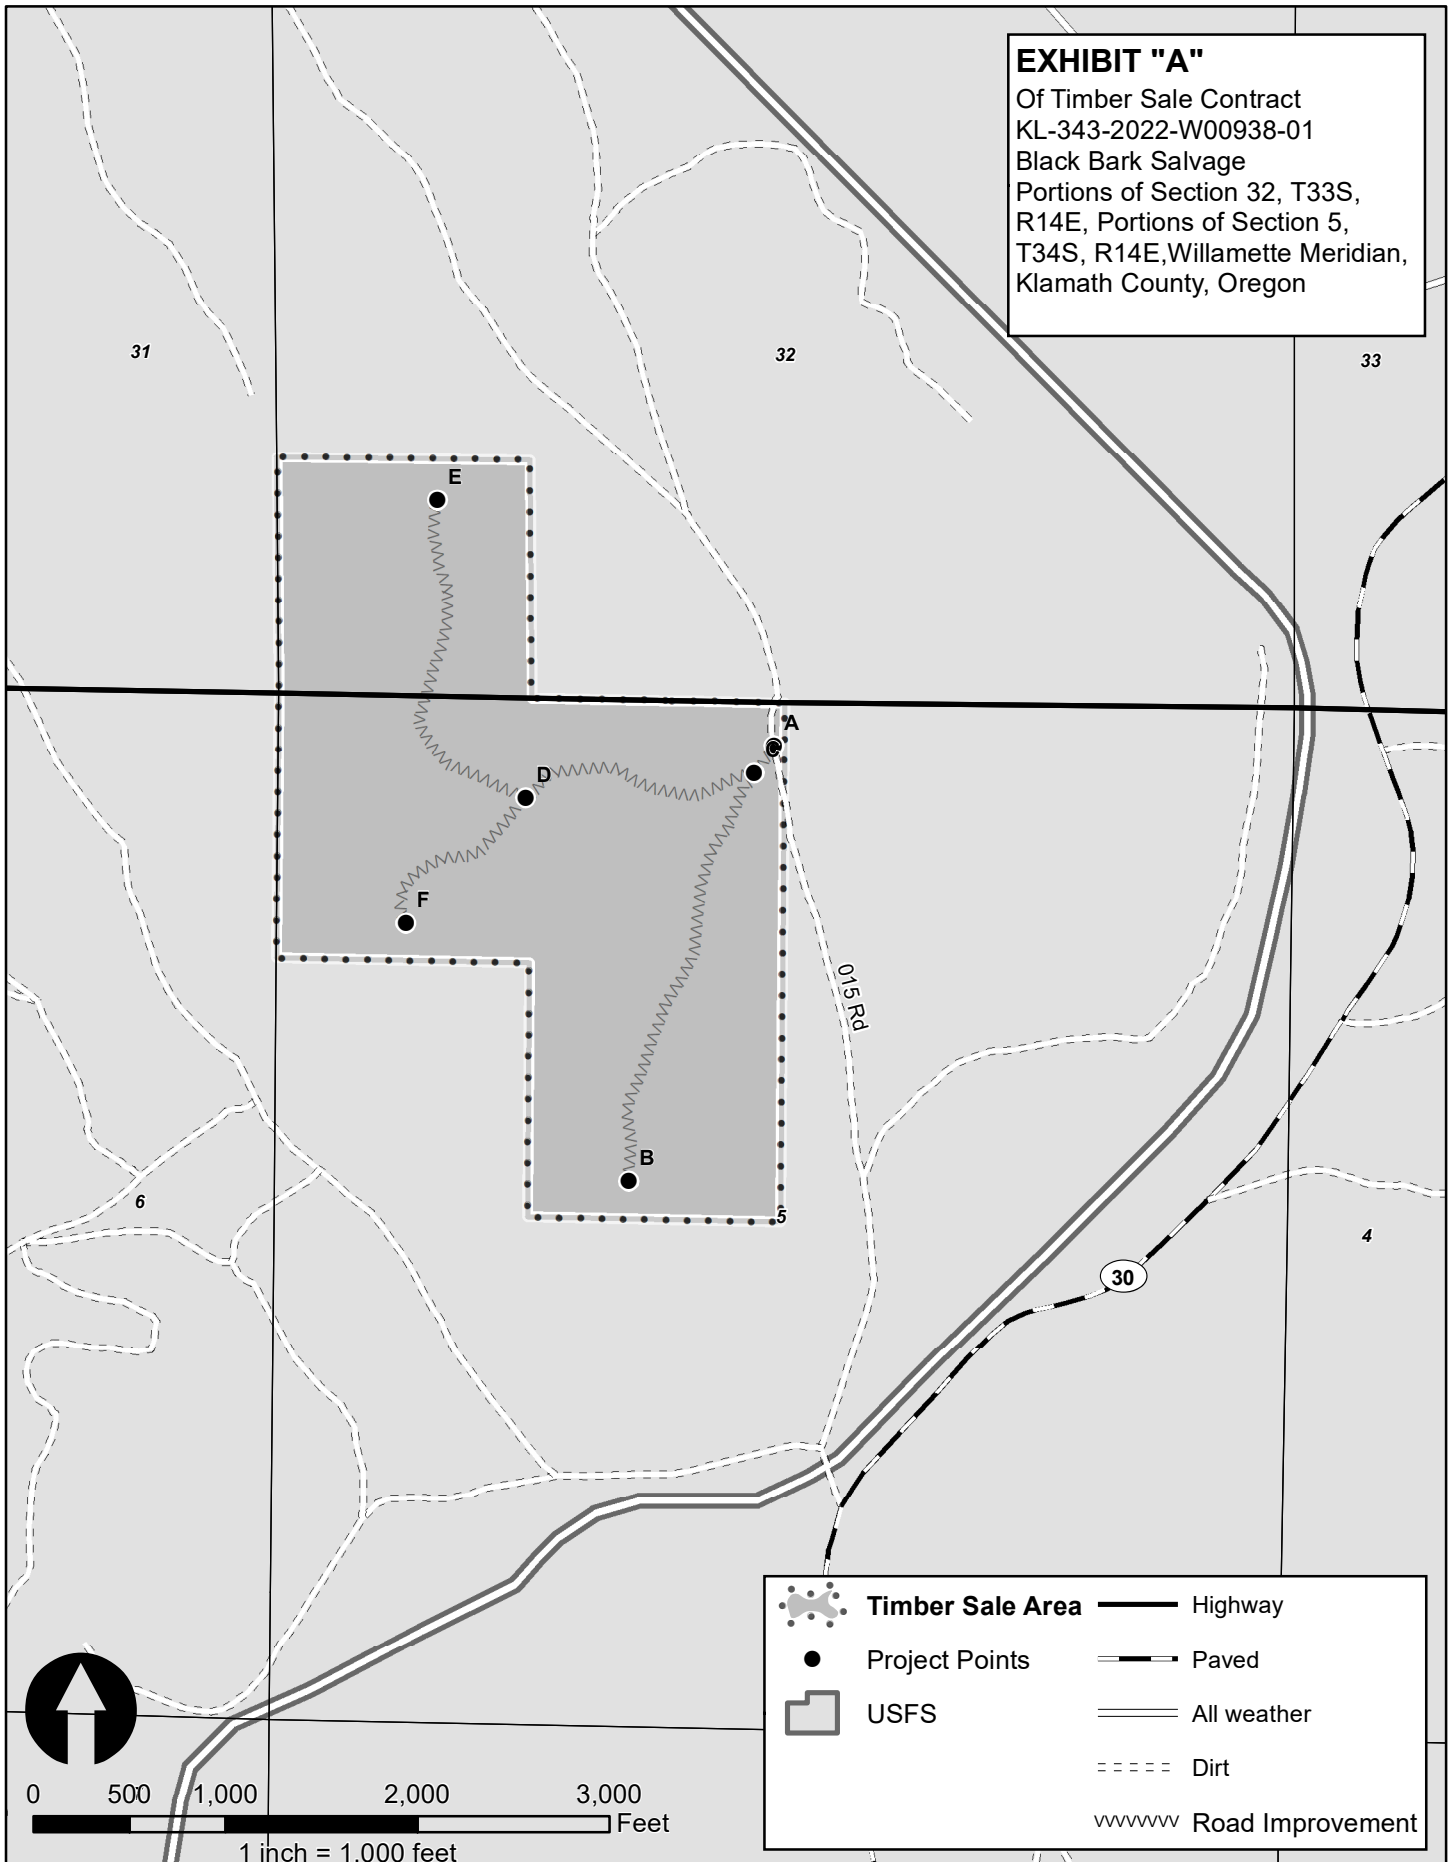 EXHIBIT "A"
Of Timber Sale Contract
KL-343-2022-W00938-01
Black Bark Salvage
Portions of Section 32, T33S,
R14E, Portions of Section 5,
T34S, R14E,Willamette Meridian,
Klamath County, Oregon
31
32
33
E
A
C
D
F
015 Rd
B
5
6
4
30
Timber Sale Area
Project Points
USFS
Highway
Paved
All weather
Dirt
Road Improvement
0 500 1,000 2,000 3,000
Feet
1 inch = 1,000 feet